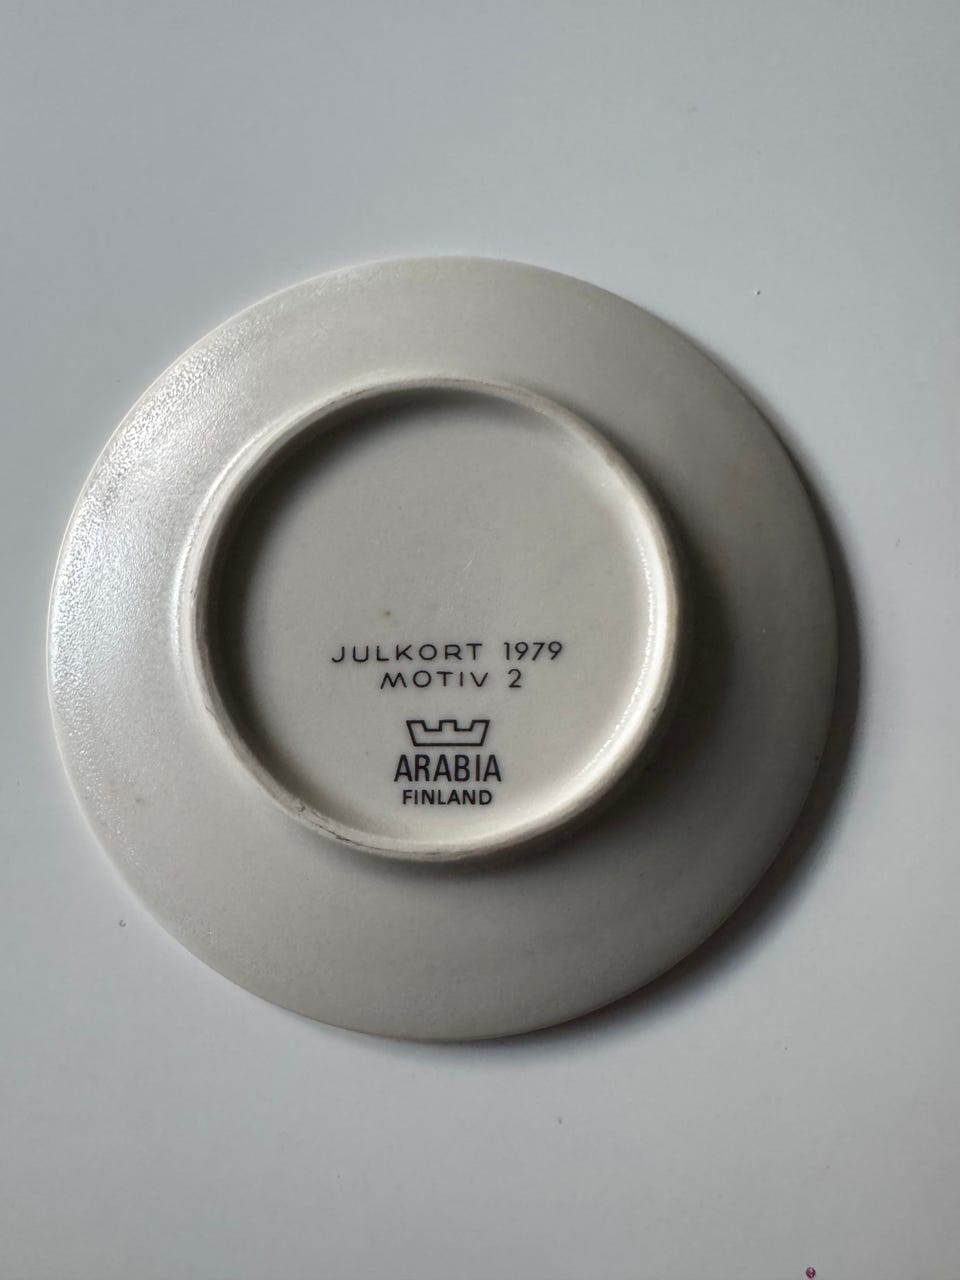 JULKORT 1979
MOTIV 2
ARABIA
FINLAND